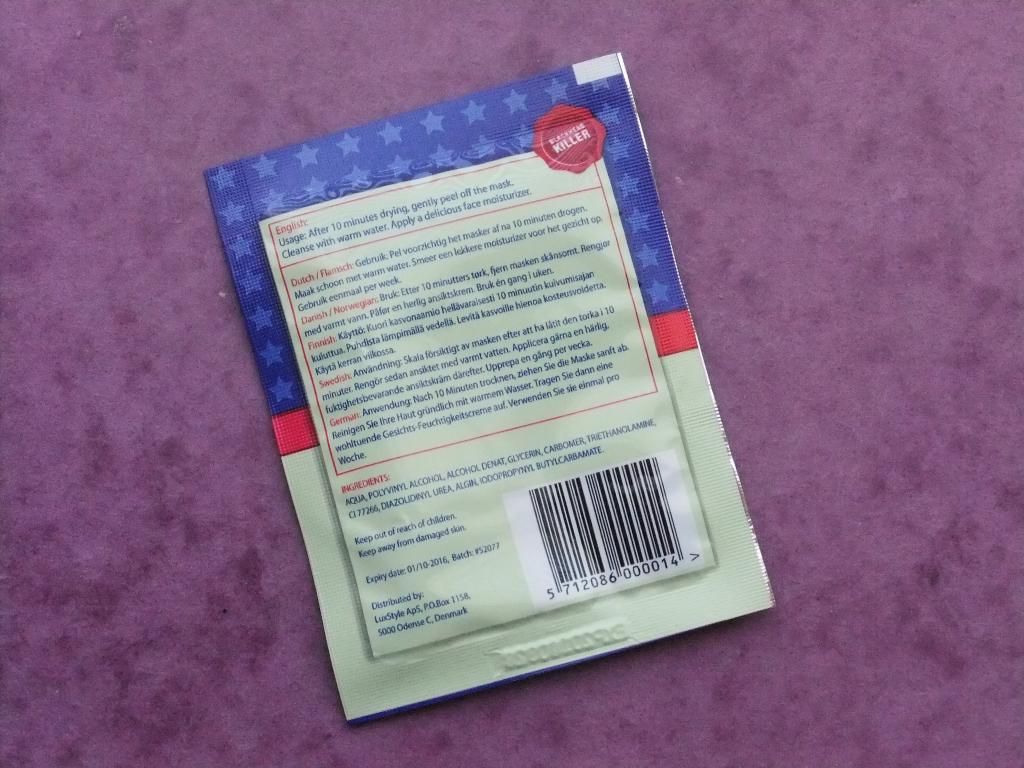 BLACKHEAD
KILLER
English:
Usage: After 10 minutes drying, gently peel off the mask.
Cleanse with warm water. Apply a delicious face moisturizer.
Dutch / Flamisch: Gebruik: Pel voorzichtig het masker af na 10 minuten drogen.
Maak schoon met warm water. Smeer een lekkere moisturizer voor het gezicht op.
Gebruik eenmaal per week.
Danish / Norwegian: Bruk: Etter 10 minutters tørk, fjern masken skånsomt. Rengjør
med varmt vann. Påfør en herlig ansiktskrem. Bruk én gang i uken.
Finnish: Käyttö: Kuori kasvonaamio hellävaraisesti 10 minuutin kuivumisajan
kuluttua. Puhdista lämpimällä vedellä. Levitä kasvoille hienoa kosteusvoidetta.
Käytä kerran viikossa.
Swedish: Användning: Skala försiktigt av masken efter att ha låtit den torka i 10
minuter. Rengör sedan ansiktet med varmt vatten. Applicera gärna en härlig,
fuktighetsbevarande ansiktskräm därefter. Upprepa en gång per vecka.
German: Anwendung: Nach 10 Minuten trocknen, ziehen Sie die Maske sanft ab.
Reinigen Sie Ihre Haut gründlich mit warmem Wasser. Tragen Sie dann eine
wohltuende Gesichts-Feuchtigkeitscreme auf. Verwenden Sie sie einmal pro
Woche.
INGREDIENTS:
AQUA, POLYVINYL ALCOHOL, ALCOHOL DENAT, GLYCERIN, CARBOMER, TRIETHANOLAMINE,
CI 77266, DIAZOLIDINYL UREA, ALGIN, IODOPROPYNYL BUTYLCARBAMATE.
Keep out of reach of children.
Keep away from damaged skin.
Expiry date: 01/10-2016, Batch: #52077
Distributed by:
LuxStyle ApS, P.O.Box 1158,
5000 Odense C, Denmark
5 712086 000014 >